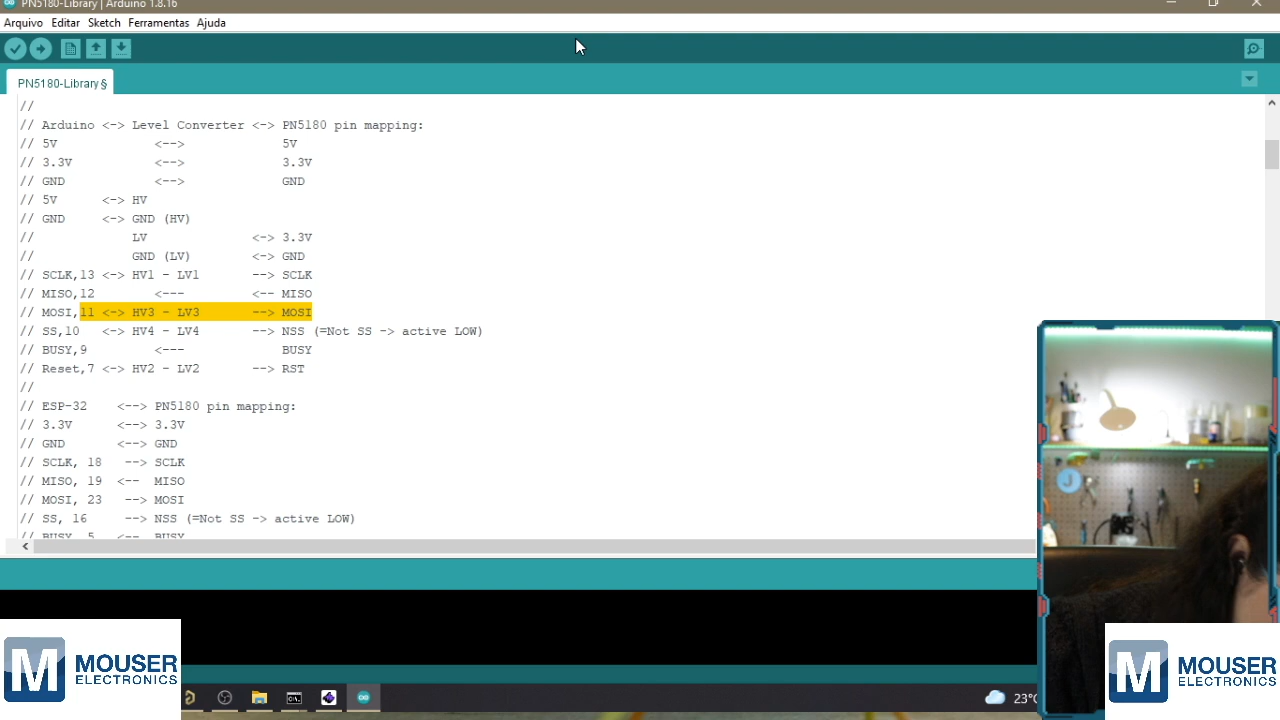 PN5180-Library | Arduino 1.8.16
Arquivo Editar Sketch Ferramentas Ajuda
PN5180-Library §
//
// Arduino <-> Level Converter <-> PN5180 pin mapping:
// 5V <--> 5V
// 3.3V <--> 3.3V
// GND <--> GND
// 5V <-> HV
// GND <-> GND (HV)
// LV <-> 3.3V
// GND (LV) <-> GND
// SCLK,13 <-> HV1 - LV1 --> SCLK
// MISO,12 <--- <-- MISO
// MOSI,11 <-> HV3 - LV3 --> MOSI
// SS,10 <-> HV4 - LV4 --> NSS (=Not SS -> active LOW)
// BUSY,9 <--- BUSY
// Reset,7 <-> HV2 - LV2 --> RST
//
// ESP-32 <--> PN5180 pin mapping:
// 3.3V <--> 3.3V
// GND <--> GND
// SCLK, 18 --> SCLK
// MISO, 19 <-- MISO
// MOSI, 23 --> MOSI
// SS, 16 --> NSS (=Not SS -> active LOW)
// BUSY, 5 <-- BUSY
J
M MOUSER
ELECTRONICS
23°
M MOUSER
ELECTRONICS